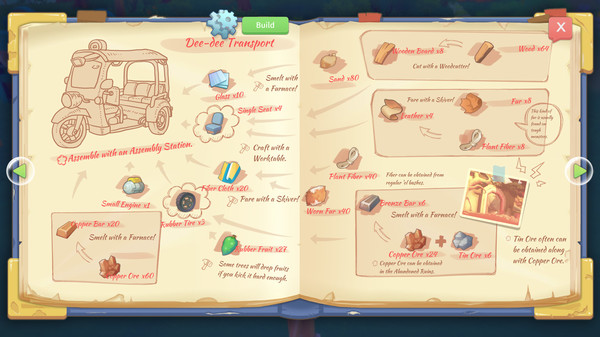 Build
Dee-dee Transport
Glass x10
Smelt with
a Furnace!
Single Seat x4
Assemble with an Assembly Station.
Craft with a
Worktable.
Fiber Cloth x20
Pare with a Shiver!
Small Engine x1
Rubber Tire x3
Copper Bar x20
Smelt with a Furnace!
Copper Ore x60
Rubber Fruit x27
Some trees will drop fruits
if you kick it hard enough.
Sand x80
Wooden Board x8
Wood x64
Cut with a Woodcutter!
Pare with a Shiver!
Fur x8
Leather x4
Plant Fiber x8
Plant Fiber x40
Fiber can be obtained from
regular
bushes.
Worn Fur x40
Bronze Bar x6
Smelt with a Furnace!
Copper Ore x24
Tin Ore x6
Copper Ore can be obtained
in the Abandoned Ruins.
Tin Ore often can
be obtained along
with Copper Ore.